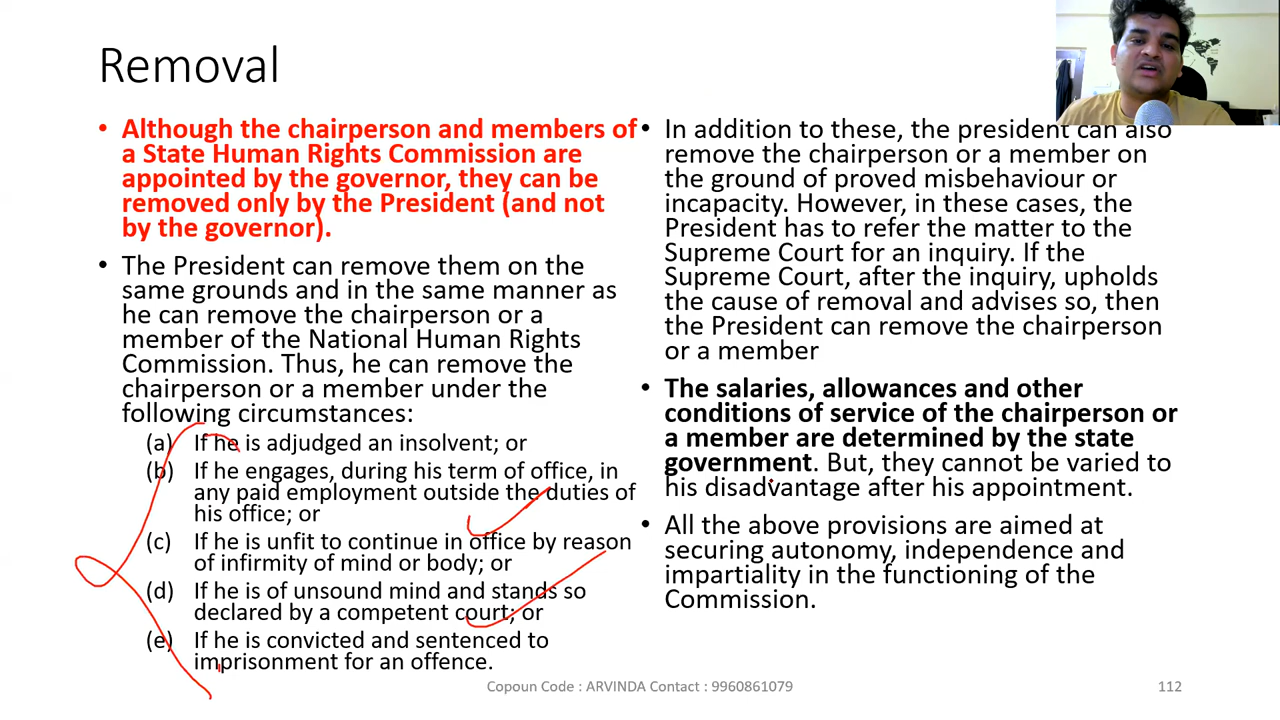 Removal
• Although the chairperson and members of
a State Human Rights Commission are
appointed by the governor, they can be
removed only by the President (and not
by the governor).
• The President can remove them on the
same grounds and in the same manner as
he can remove the chairperson or a
member of the National Human Rights
Commission. Thus, he can remove the
chairperson or a member under the
following circumstances:
(a) If he is adjudged an insolvent; or
(b) If he engages, during his term of office, in
any paid employment outside the duties of
his office; or
(c) If he is unfit to continue in office by reason
of infirmity of mind or body; or
(d) If he is of unsound mind and stands so
declared by a competent court; or
(e) If he is convicted and sentenced to
imprisonment for an offence.
• In addition to these, the president can also
remove the chairperson or a member on
the ground of proved misbehaviour or
incapacity. However, in these cases, the
President has to refer the matter to the
Supreme Court for an inquiry. If the
Supreme Court, after the inquiry, upholds
the cause of removal and advises so, then
the President can remove the chairperson
or a member
• The salaries, allowances and other
conditions of service of the chairperson or
a member are determined by the state
government. But, they cannot be varied to
his disadvantage after his appointment.
• All the above provisions are aimed at
securing autonomy, independence and
impartiality in the functioning of the
Commission.
Copoun Code : ARVINDA Contact : 9960861079
112